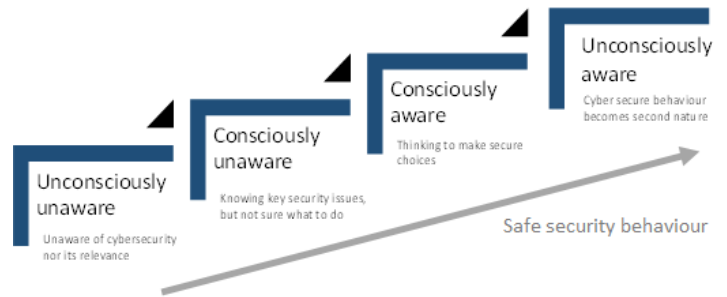 Unconsciously
unaware
Unaware of cybersecurity
nor its relevance
Consciously
unaware
Knowing key security issues,
but not sure what to do
Consciously
aware
Thinking to make secure
choices
Unconsciously
aware
Cyber secure behaviour
becomes second nature
Safe security behaviour